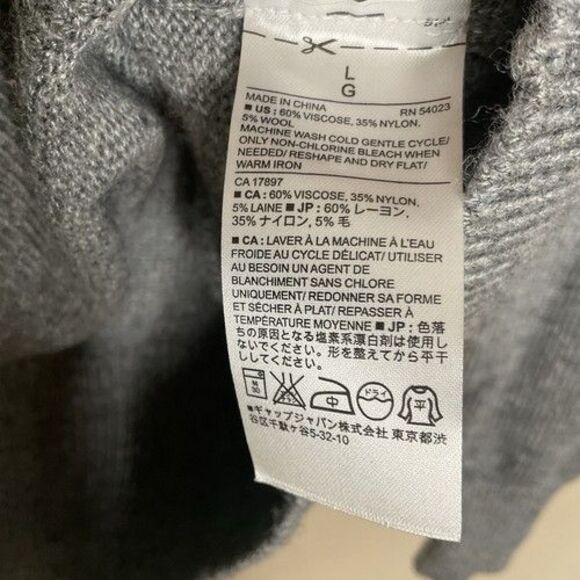 L
G
MADE IN CHINA RN 54023
■ US : 60% VISCOSE, 35% NYLON,
5% WOOL
MACHINE WASH COLD GENTLE CYCLE/
ONLY NON-CHLORINE BLEACH WHEN
NEEDED/ RESHAPE AND DRY FLAT/
WARM IRON
CA 17897
■ CA : 60% VISCOSE, 35% NYLON,
5% LAINE ■ JP : 60% レーヨン,
35% ナイロン, 5% 毛
■ CA : LAVER À LA MACHINE À L'EAU
FROIDE AU CYCLE DÉLICAT/ UTILISER
AU BESOIN UN AGENT DE
BLANCHIMENT SANS CHLORE
UNIQUEMENT/ REDONNER SA FORME
ET SÉCHER À PLAT/ REPASSER À
TEMPÉRATURE MOYENNE ■ JP : 色落
ちの原因となる塩素系漂白剤は使用し
ないでください。形を整えてから平干
ししてください。
中 ドライ 平
■ギャップジャパン株式会社 東京都渋
谷区千駄ヶ谷5-32-10